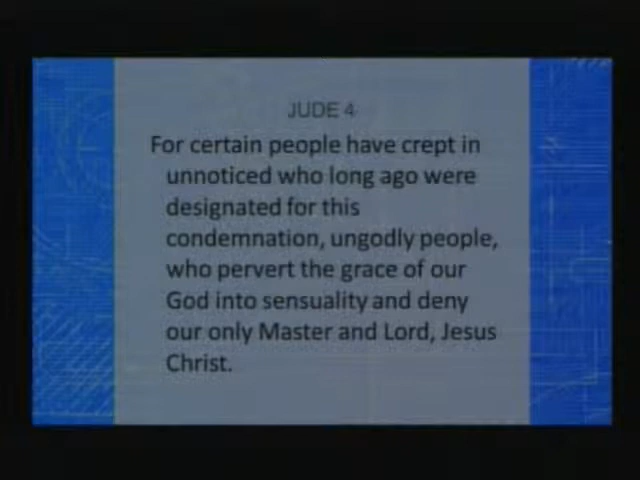 JUDE 4
For certain people have crept in
unnoticed who long ago were
designated for this
condemnation, ungodly people,
who pervert the grace of our
God into sensuality and deny
our only Master and Lord, Jesus
Christ.